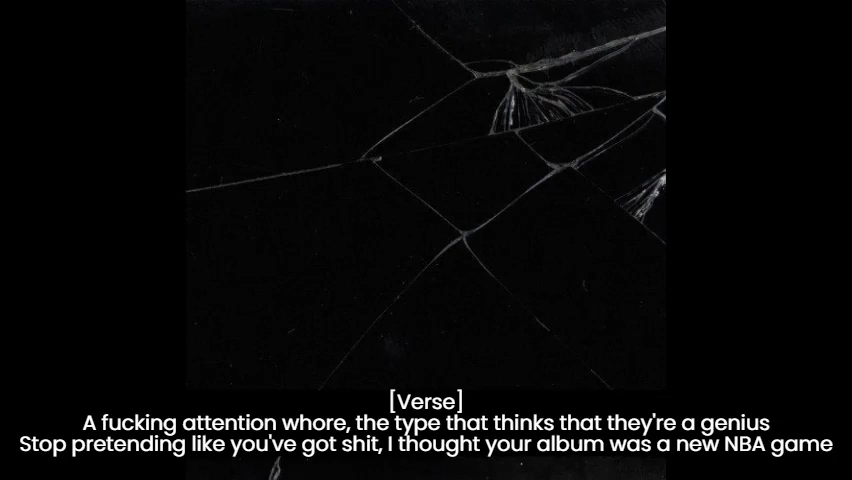 [Verse]
A fucking attention whore, the type that thinks that they're a genius
Stop pretending like you've got shit, I thought your album was a new NBA game